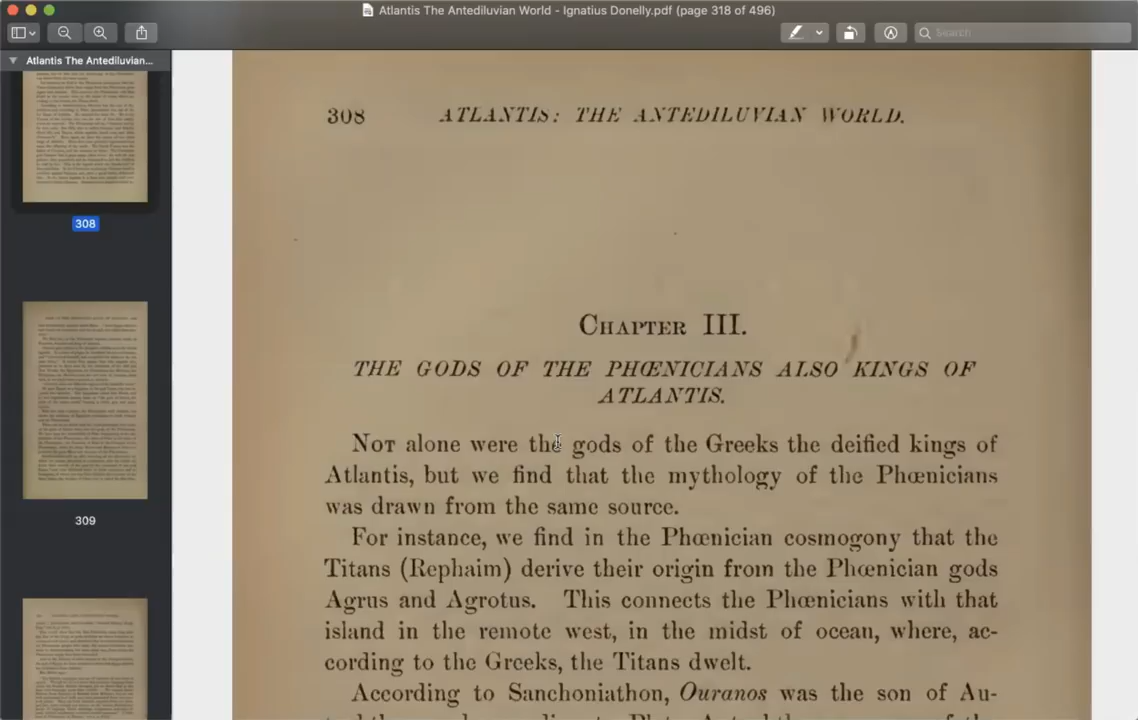 Atlantis The Antediluvian World - Ignatius Donelly.pdf (page 318 of 496)
Search
Atlantis The Antediluvian...
308
309
308 ATLANTIS: THE ANTEDILUVIAN WORLD.
CHAPTER III.
THE GODS OF THE PHŒNICIANS ALSO KINGS OF
ATLANTIS.
NOT alone were the gods of the Greeks the deified kings of
Atlantis, but we find that the mythology of the Phœnicians
was drawn from the same source.
For instance, we find in the Phœnician cosmogony that the
Titans (Rephaim) derive their origin from the Phœnician gods
Agrus and Agrotus. This connects the Phœnicians with that
island in the remote west, in the midst of ocean, where, ac-
cording to the Greeks, the Titans dwelt.
According to Sanchoniathon, Ouranos was the son of Au-